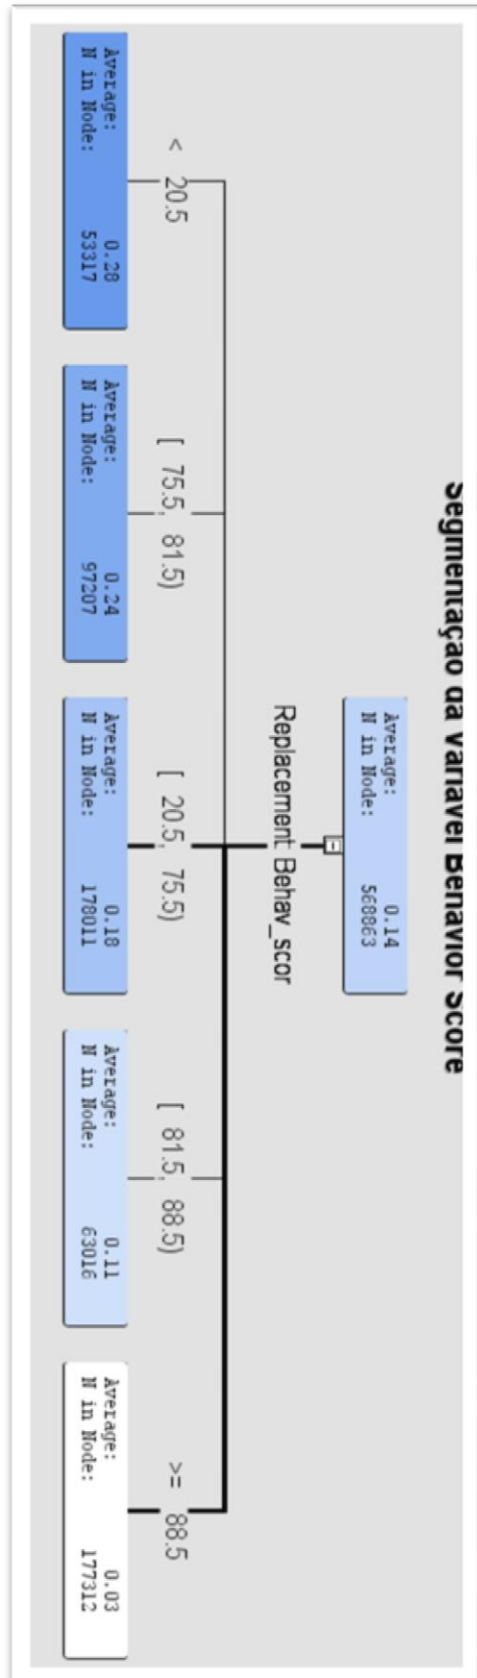 Segmentação da variável Behavior Score
Average: 0.14
N in Node: 568863
Replacement: Behav_scor
< 20.5
[ 75.5, 81.5)
[ 20.5, 75.5)
[ 81.5, 88.5)
>= 88.5
Average: 0.28
N in Node: 53317
Average: 0.24
N in Node: 97207
Average: 0.18
N in Node: 178011
Average: 0.11
N in Node: 63016
Average: 0.03
N in Node: 177312